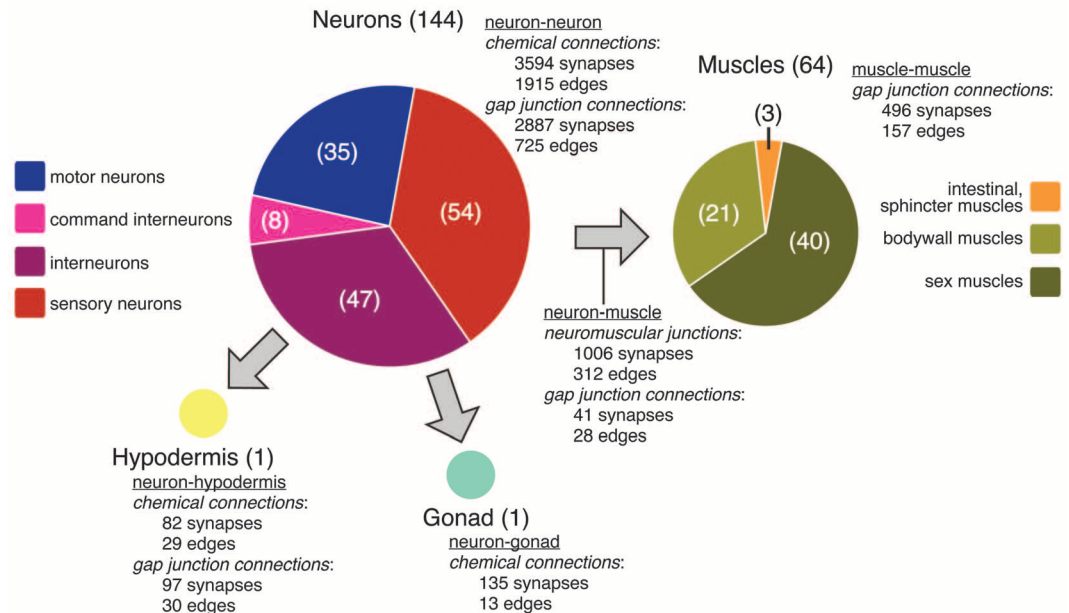 Neurons (144)
neuron-neuron
chemical connections:
3594 synapses
1915 edges
gap junction connections:
2887 synapses
725 edges
Muscles (64)
muscle-muscle
gap junction connections:
496 synapses
157 edges
(3)
(35)
(54)
(8)
(47)
(21)
(40)
motor neurons
command interneurons
interneurons
sensory neurons
intestinal,
sphincter muscles
bodywall muscles
sex muscles
neuron-muscle
neuromuscular junctions:
1006 synapses
312 edges
gap junction connections:
41 synapses
28 edges
Hypodermis (1)
neuron-hypodermis
chemical connections:
82 synapses
29 edges
gap junction connections:
97 synapses
30 edges
Gonad (1)
neuron-gonad
chemical connections:
135 synapses
13 edges